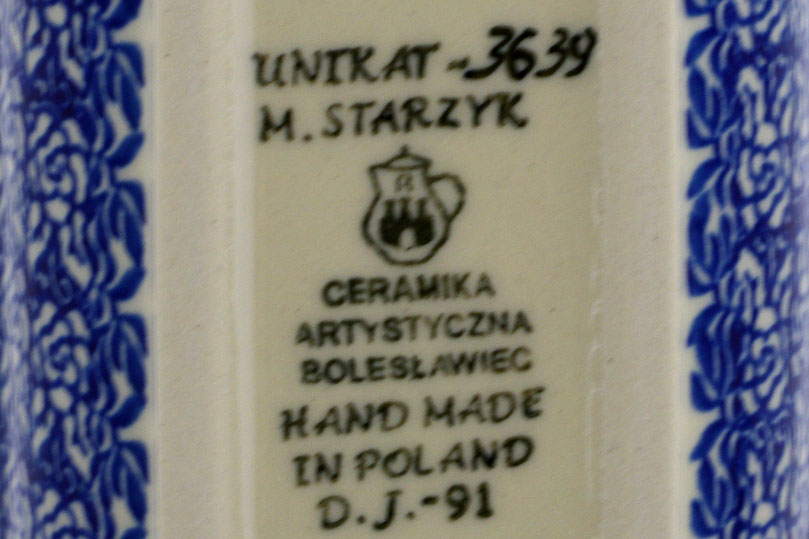 UNIKAT-3639
M. STARZYK
CERAMIKA
ARTYSTYCZNA
BOLESŁAWIEC
HAND MADE
IN POLAND
D.J.-91